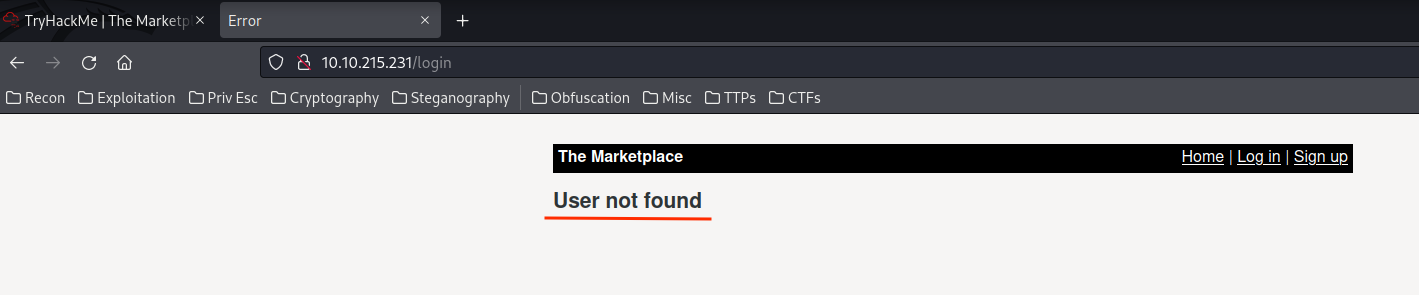 TryHackMe | The Marketp
Error
10.10.215.231/login
Recon Exploitation Priv Esc Cryptography Steganography Obfuscation Misc TTPs CTFs
The Marketplace Home | Log in | Sign up
User not found